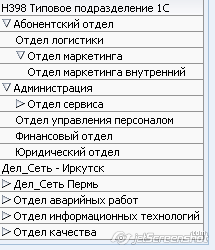 Н398 Типовое подразделение 1С
Абонентский отдел
Отдел логистики
Отдел маркетинга
Отдел маркетинга внутренний
Администрация
Отдел сервиса
Отдел управления персоналом
Финансовый отдел
Юридический отдел
Дел_Сеть - Иркутск
Дел_Сеть Пермь
Отдел аварийных работ
Отдел информационных технологий
Отдел качества
jetScreenshot